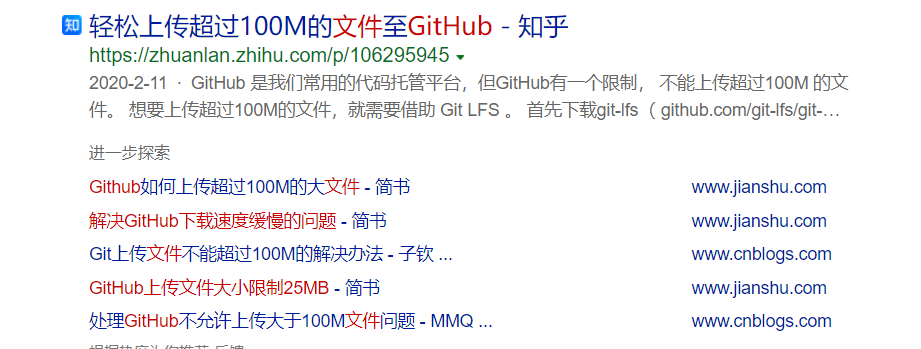 知 轻松上传超过100M的文件至GitHub - 知乎
https://zhuanlan.zhihu.com/p/106295945
2020-2-11 · GitHub 是我们常用的代码托管平台，但GitHub有一个限制， 不能上传超过100M 的文
件。 想要上传超过100M的文件，就需要借助 Git LFS 。 首先下载git-lfs （ github.com/git-lfs/git-…
进一步探索
Github如何上传超过100M的大文件 - 简书 www.jianshu.com
解决GitHub下载速度缓慢的问题 - 简书 www.jianshu.com
Git上传文件不能超过100M的解决办法 - 子钦 ... www.cnblogs.com
GitHub上传文件大小限制25MB - 简书 www.jianshu.com
处理GitHub不允许上传大于100M文件问题 - MMQ ... www.cnblogs.com